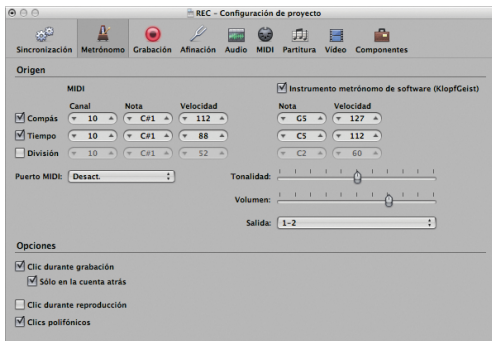 REC – Configuración de proyecto
Sincronización Metrónomo Grabación Afinación Audio MIDI Partitura Vídeo Componentes
Origen
MIDI
Instrumento metrónomo de software (KlopfGeist)
Canal Nota Velocidad Nota Velocidad
Compás 10 C#1 112 G5 127
Tiempo 10 C#1 88 C5 112
División 10 C#1 52 C2 60
Puerto MIDI: Desact. Tonalidad:
Volumen:
Salida: 1-2
Opciones
Clic durante grabación
Sólo en la cuenta atrás
Clic durante reproducción
Clics polifónicos